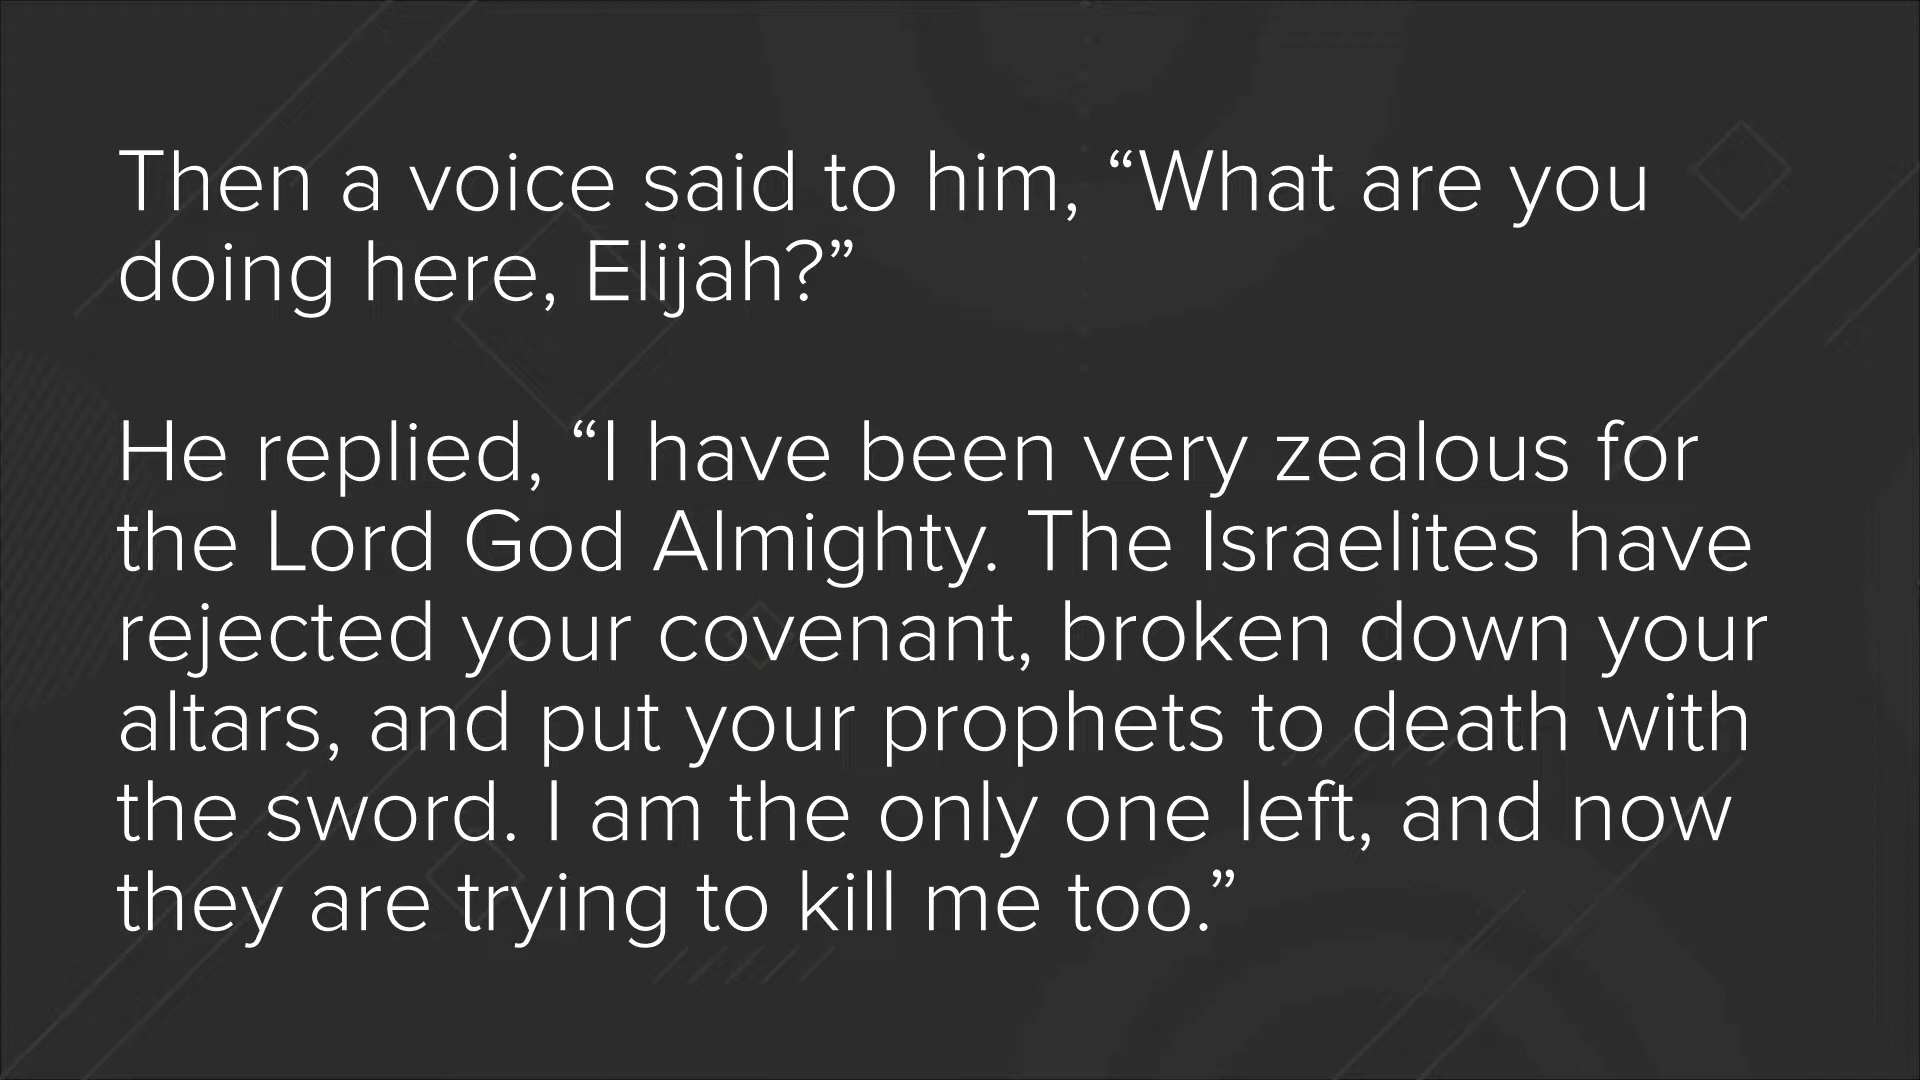 Then a voice said to him, “What are you
doing here, Elijah?”
He replied, “I have been very zealous for
the Lord God Almighty. The Israelites have
rejected your covenant, broken down your
altars, and put your prophets to death with
the sword. I am the only one left, and now
they are trying to kill me too.”